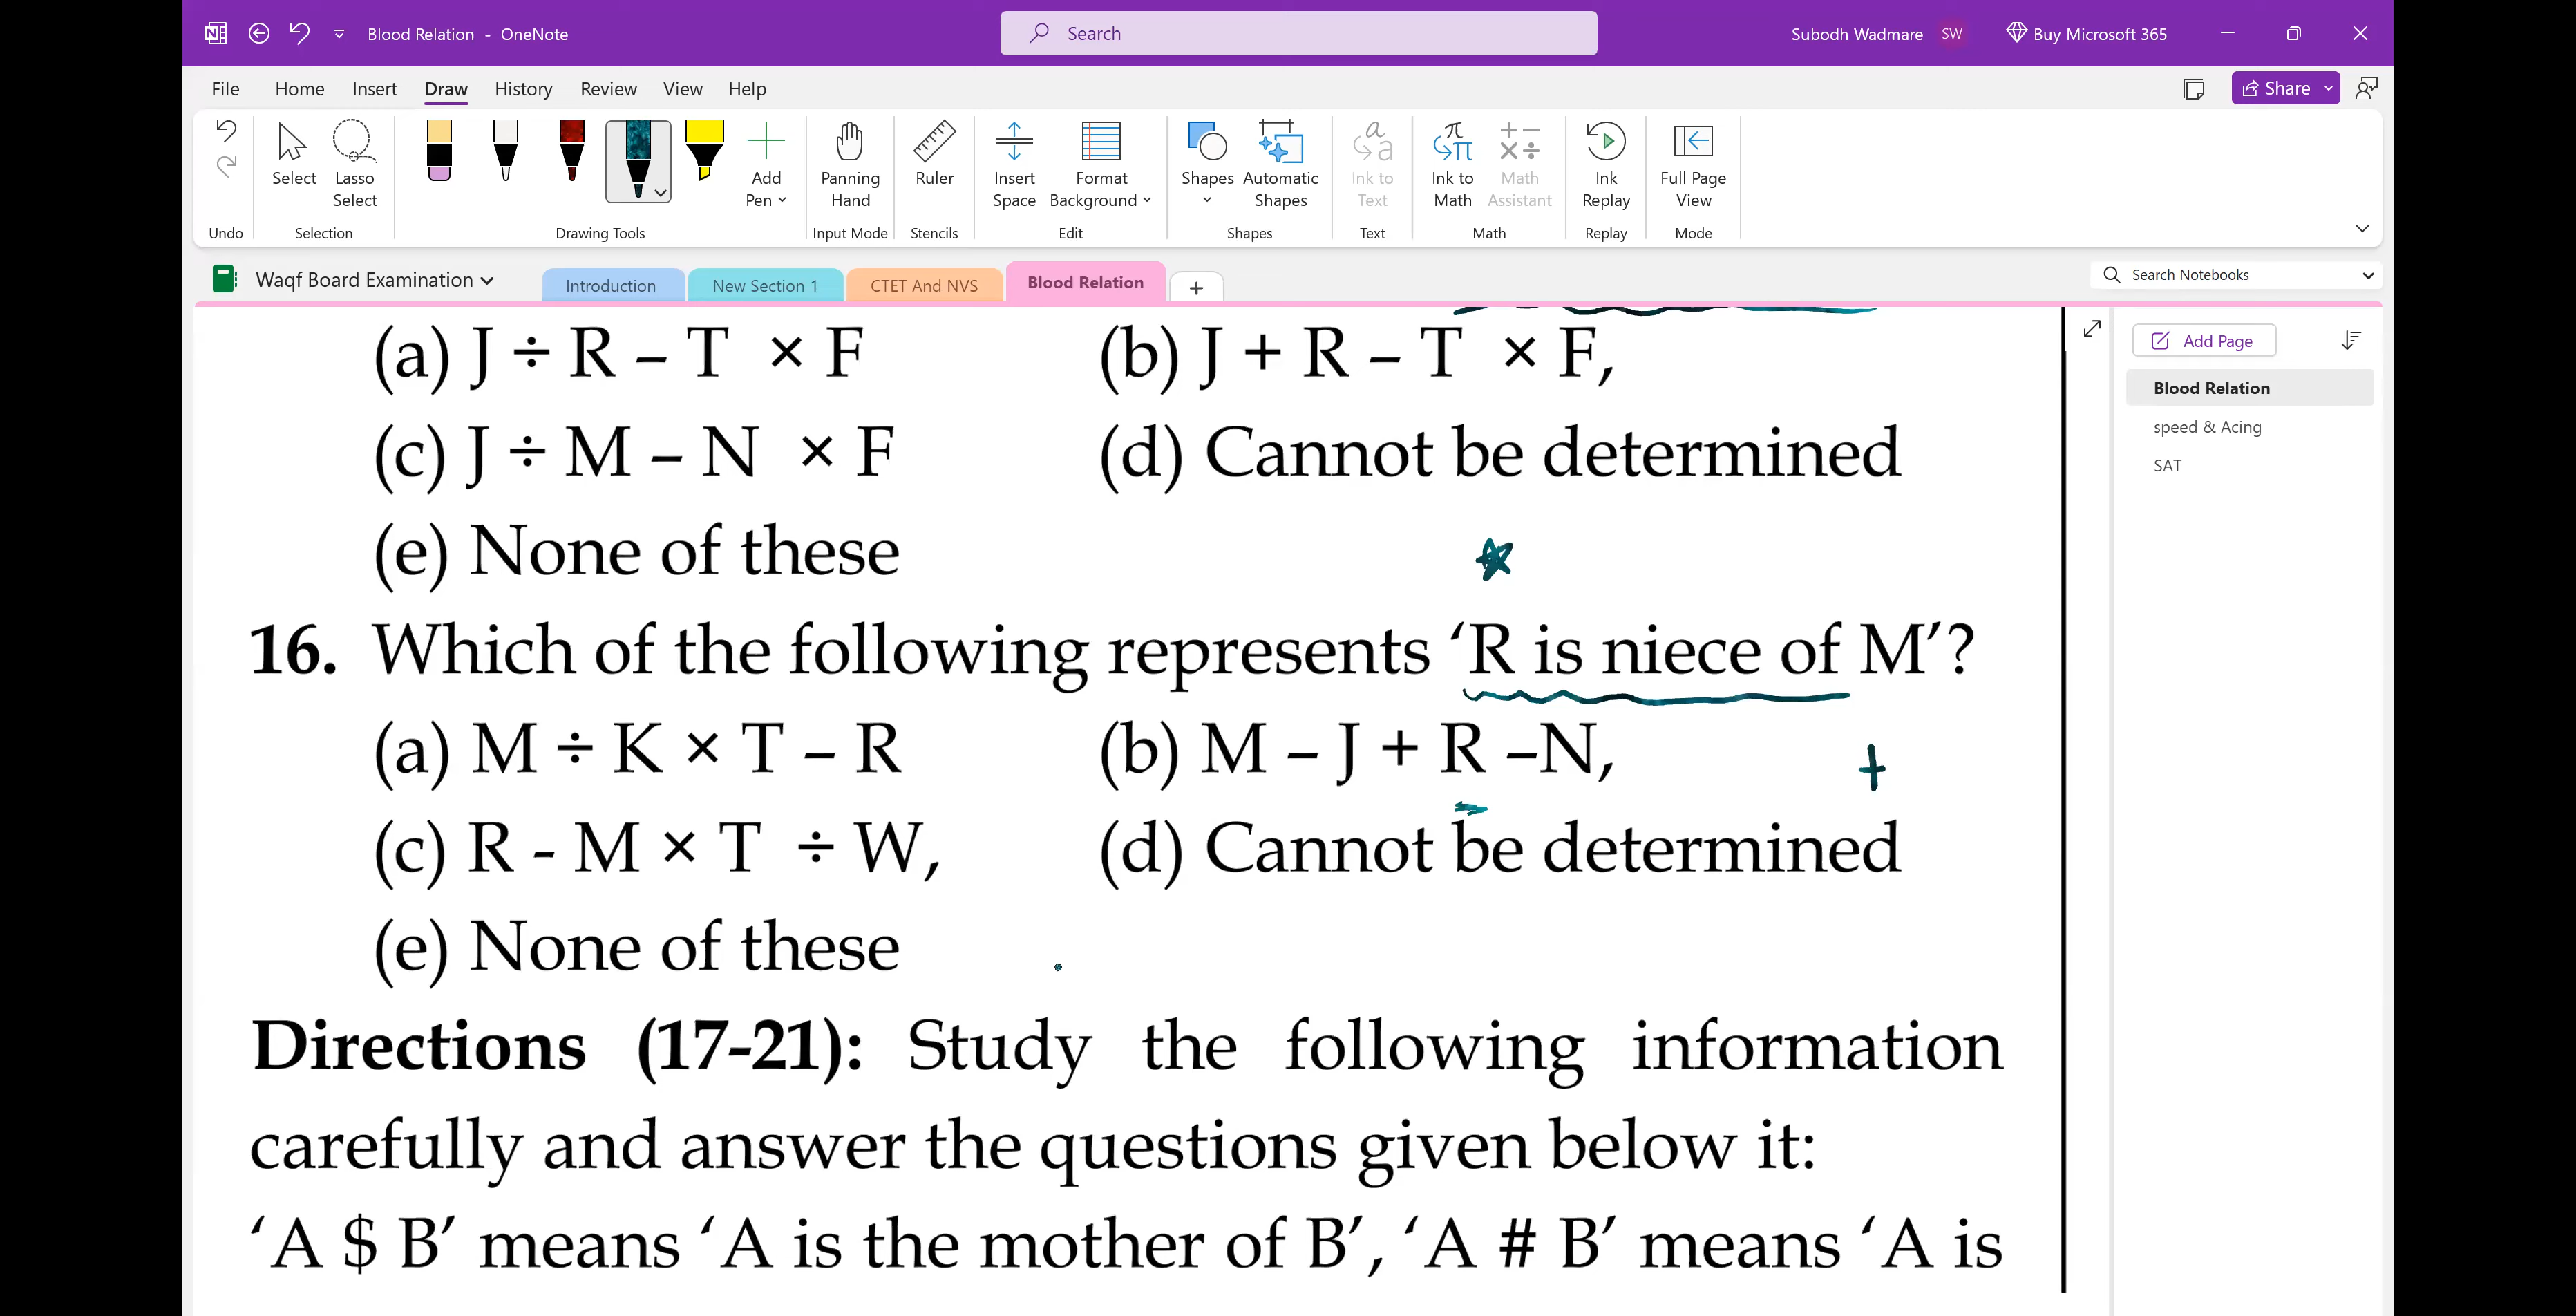 Blood Relation - OneNote
Search
Subodh Wadmare SW
Buy Microsoft 365
File Home Insert Draw History Review View Help
Share
Select
Lasso Select
Add Pen
Panning Hand
Ruler
Insert Space
Format Background
Shapes
Automatic Shapes
Ink to Text
Ink to Math
Math Assistant
Ink Replay
Full Page View
Undo Selection Drawing Tools Input Mode Stencils Edit Shapes Text Math Replay Mode
Waqf Board Examination
Introduction New Section 1 CTET And NVS Blood Relation +
Search Notebooks
Add Page
Blood Relation
speed & Acing
SAT
(a) J ÷ R – T × F (b) J + R – T × F,
(c) J ÷ M – N × F (d) Cannot be determined
(e) None of these
16. Which of the following represents ‘R is niece of M’?
(a) M ÷ K × T – R (b) M – J + R –N,
+
(c) R - M × T ÷ W, (d) Cannot be determined
(e) None of these
Directions (17-21): Study the following information
carefully and answer the questions given below it:
‘A $ B’ means ‘A is the mother of B’, ‘A # B’ means ‘A is